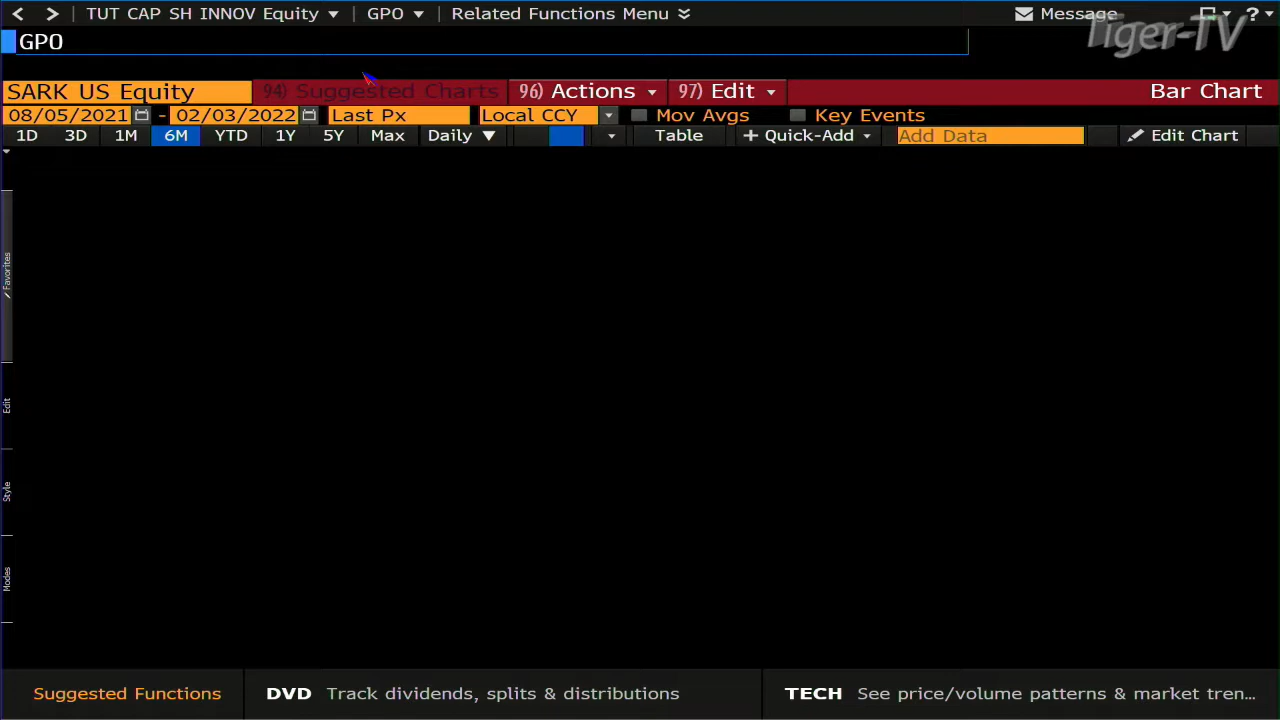 TUT CAP SH INNOV Equity GPO Related Functions Menu Message ?
Tiger-TV
GPO
SARK US Equity 94) Suggested Charts 96) Actions 97) Edit Bar Chart
08/05/2021 - 02/03/2022 Last Px Local CCY Mov Avgs Key Events
1D 3D 1M 6M YTD 1Y 5Y Max Daily Table + Quick-Add Add Data Edit Chart
Favorites
Edit
Style
Modes
Suggested Functions DVD Track dividends, splits & distributions TECH See price/volume patterns & market tren...